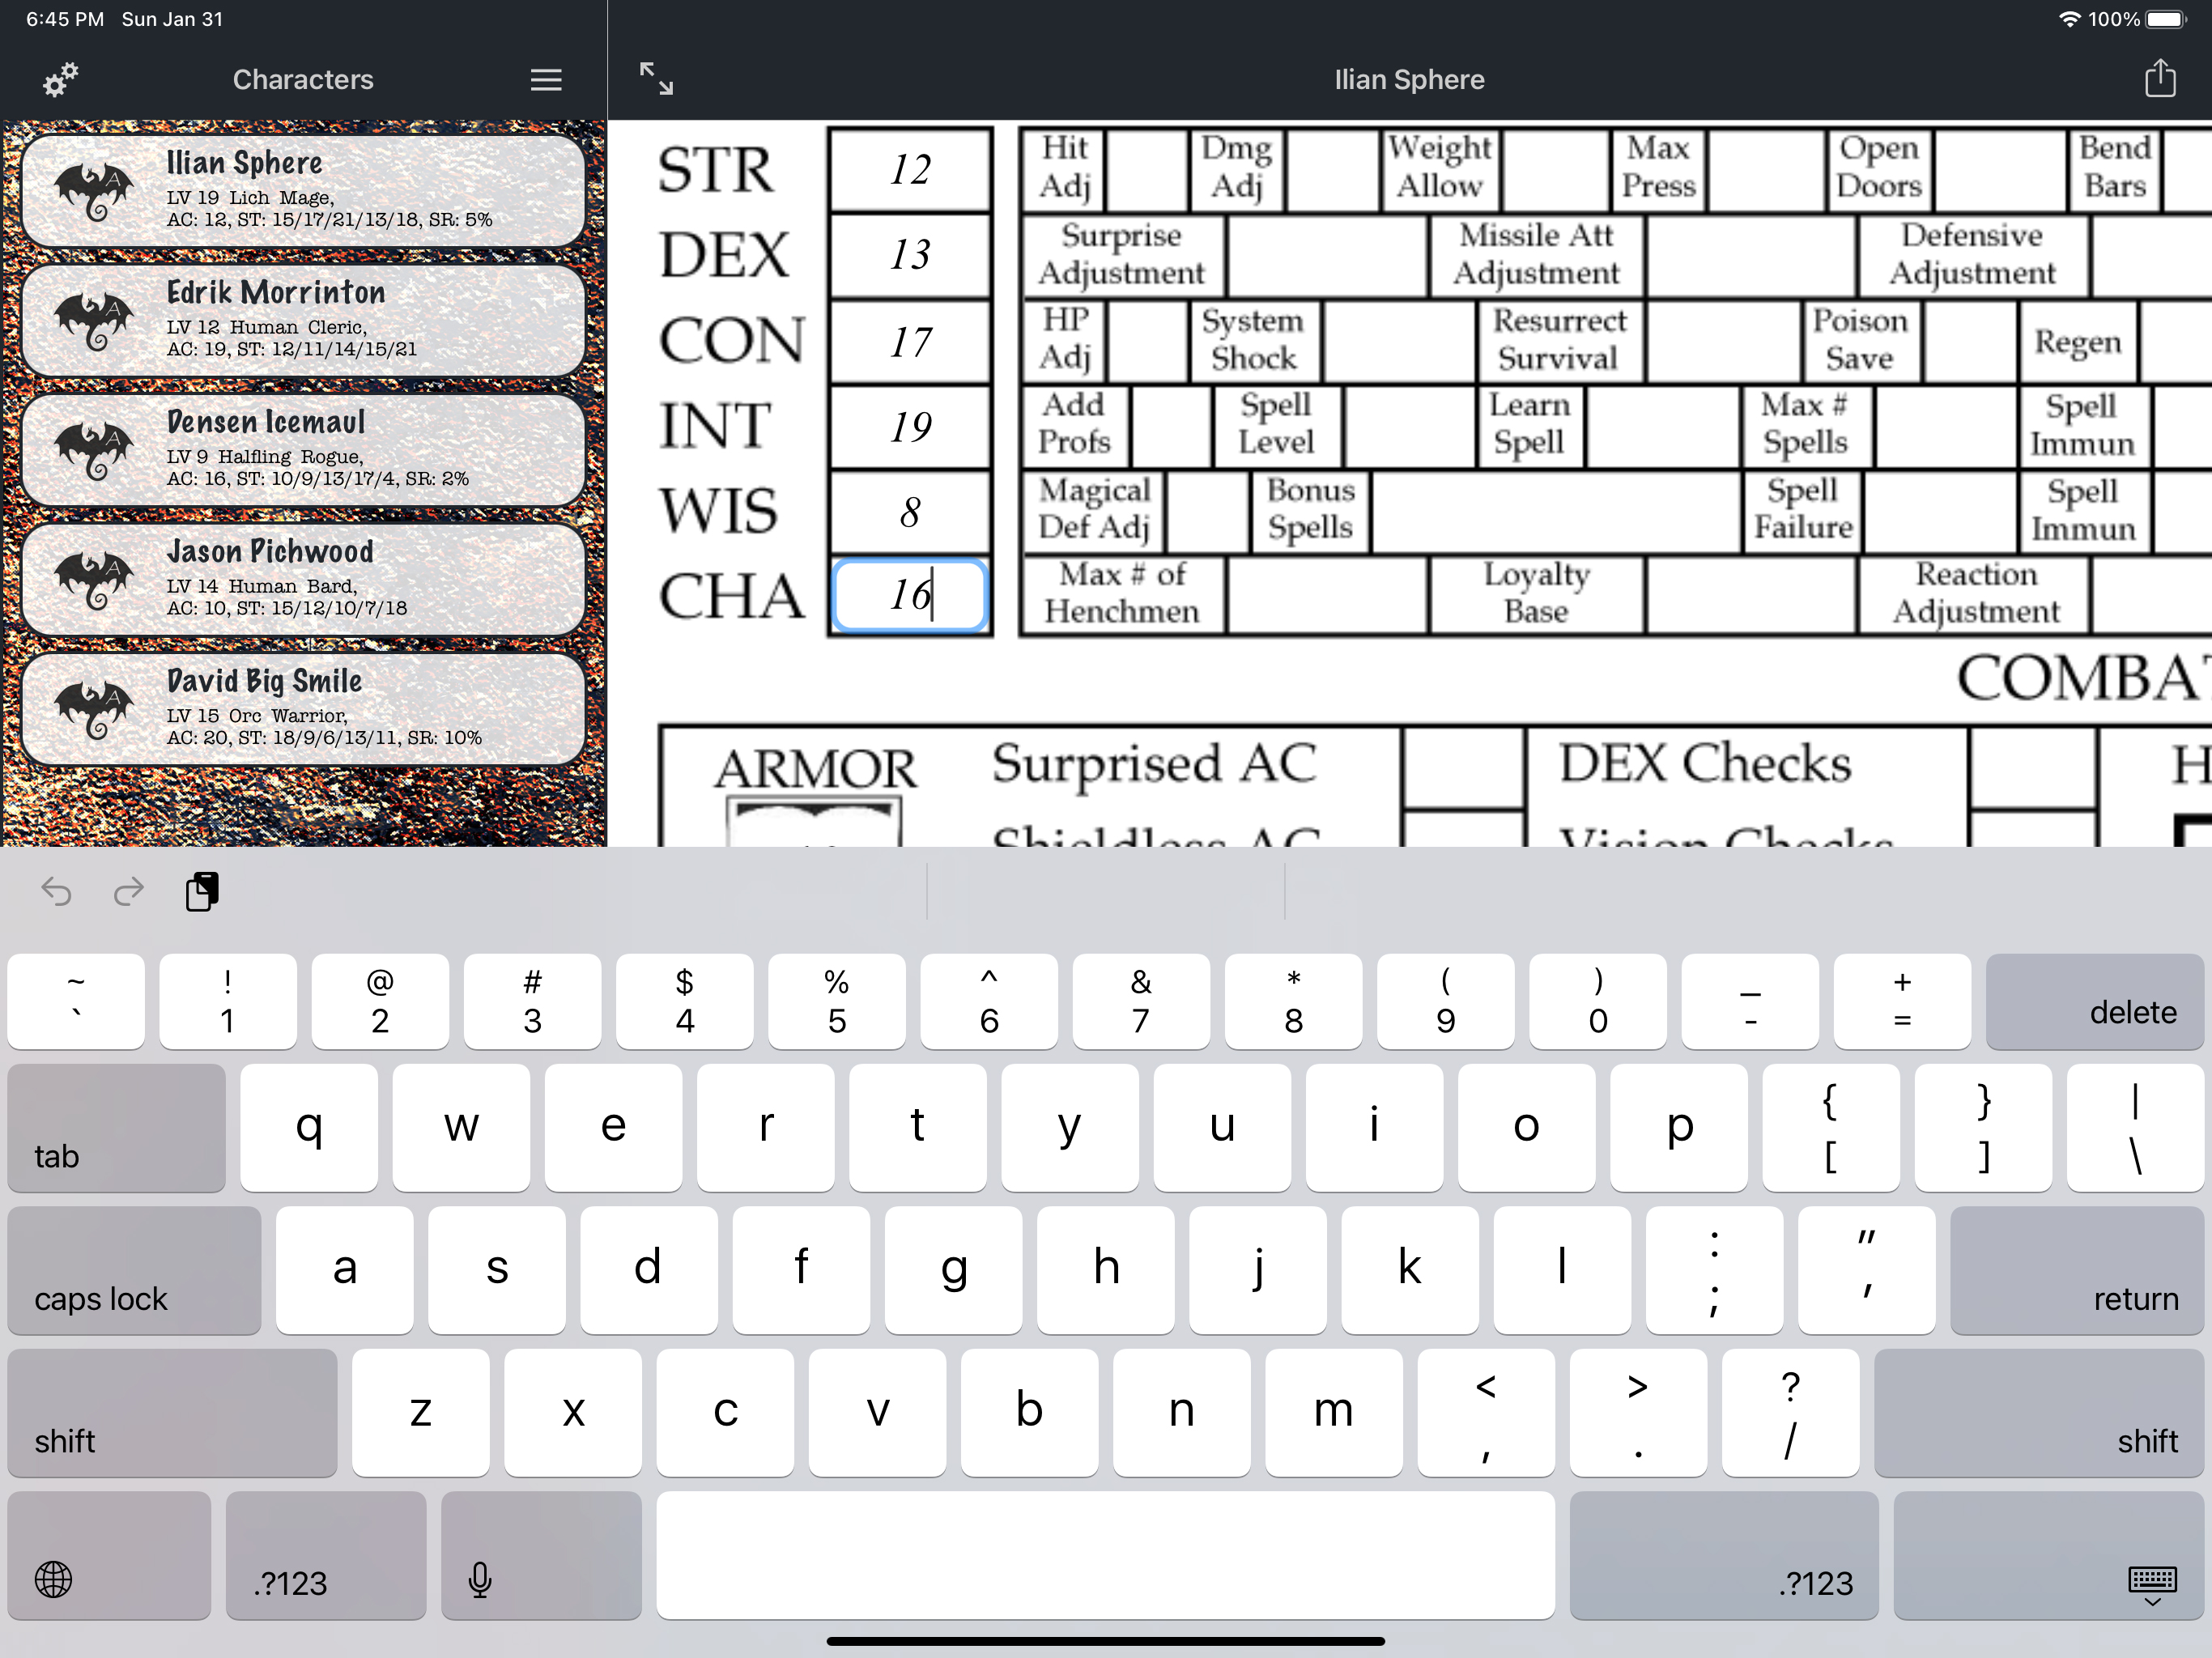 6:45 PM Sun Jan 31
100%
Characters
Ilian Sphere
Ilian Sphere
LV 19 Lich Mage,
AC: 12, ST: 15/17/21/13/18, SR: 5%
Edrik Morrinton
LV 12 Human Cleric,
AC: 19, ST: 12/11/14/15/21
Densen Icemaul
LV 9 Halfling Rogue,
AC: 16, ST: 10/9/13/17/4, SR: 2%
Jason Pichwood
LV 14 Human Bard,
AC: 10, ST: 15/12/10/7/18
David Big Smile
LV 15 Orc Warrior,
AC: 20, ST: 18/9/6/13/11, SR: 10%
STR 12 Hit Adj Dmg Adj Weight Allow Max Press Open Doors Bend Bars
DEX 13 Surprise Adjustment Missile Att Adjustment Defensive Adjustment
CON 17 HP Adj System Shock Resurrect Survival Poison Save Regen
INT 19 Add Profs Spell Level Learn Spell Max # Spells Spell Immun
WIS 8 Magical Def Adj Bonus Spells Spell Failure Spell Immun
CHA 16 Max # of Henchmen Loyalty Base Reaction Adjustment
COMBAT
ARMOR Surprised AC DEX Checks H
Shieldless AC Vision Checks
~ ! @ # $ % ^ & * ( ) _ +
` 1 2 3 4 5 6 7 8 9 0 - = delete
tab q w e r t y u i o p { [ } ] | \
caps lock a s d f g h j k l : ; " ' return
shift z x c v b n m < , > . ? / shift
.?123 .?123